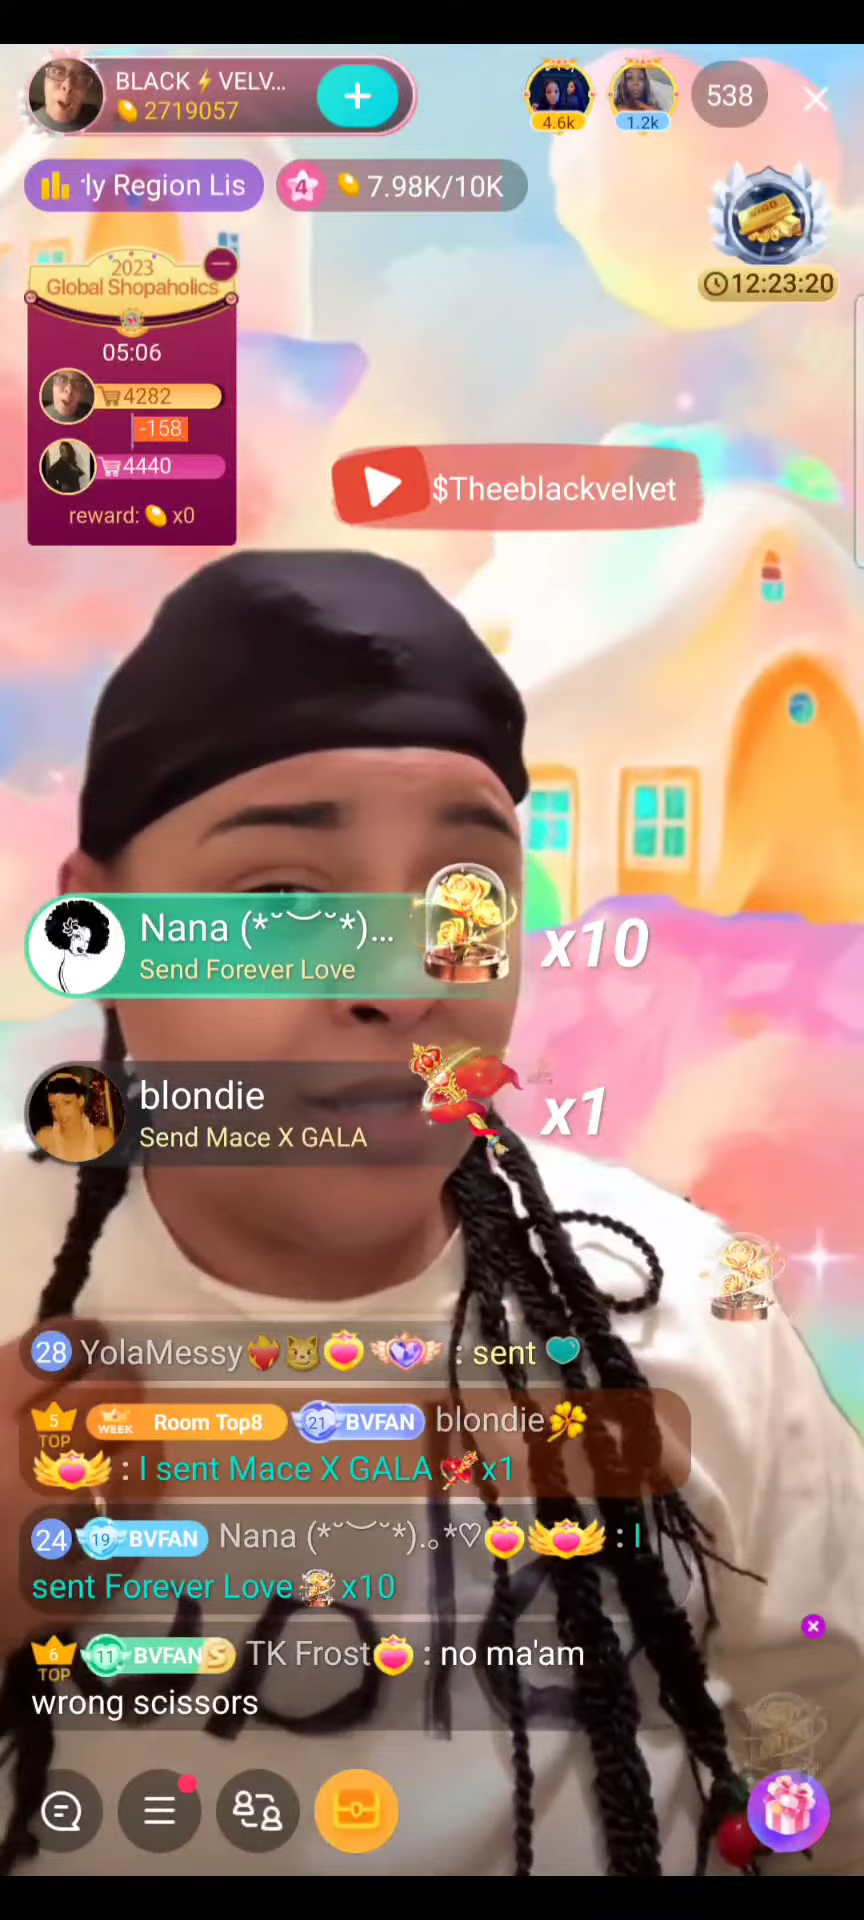 BLACK⚡VELV...
2719057
4.6k
1.2k
538
ly Region Lis
4
7.98K/10K
12:23:20
2023
Global Shopaholics
05:06
4282
-158
4440
reward: x0
$Theeblackvelvet
Nana (*˘︶˘*)...
Send Forever Love
x10
blondie
Send Mace X GALA
x1
28 YolaMessy❤️‍🔥😼 : sent
5 TOP WEEK Room Top8 21 BVFAN blondie🍀
: I sent Mace X GALA x1
24 19 BVFAN Nana (*˘︶˘*).｡*♡ : I
sent Forever Love x10
6 TOP 11 BVFAN S TK Frost : no ma'am
wrong scissors